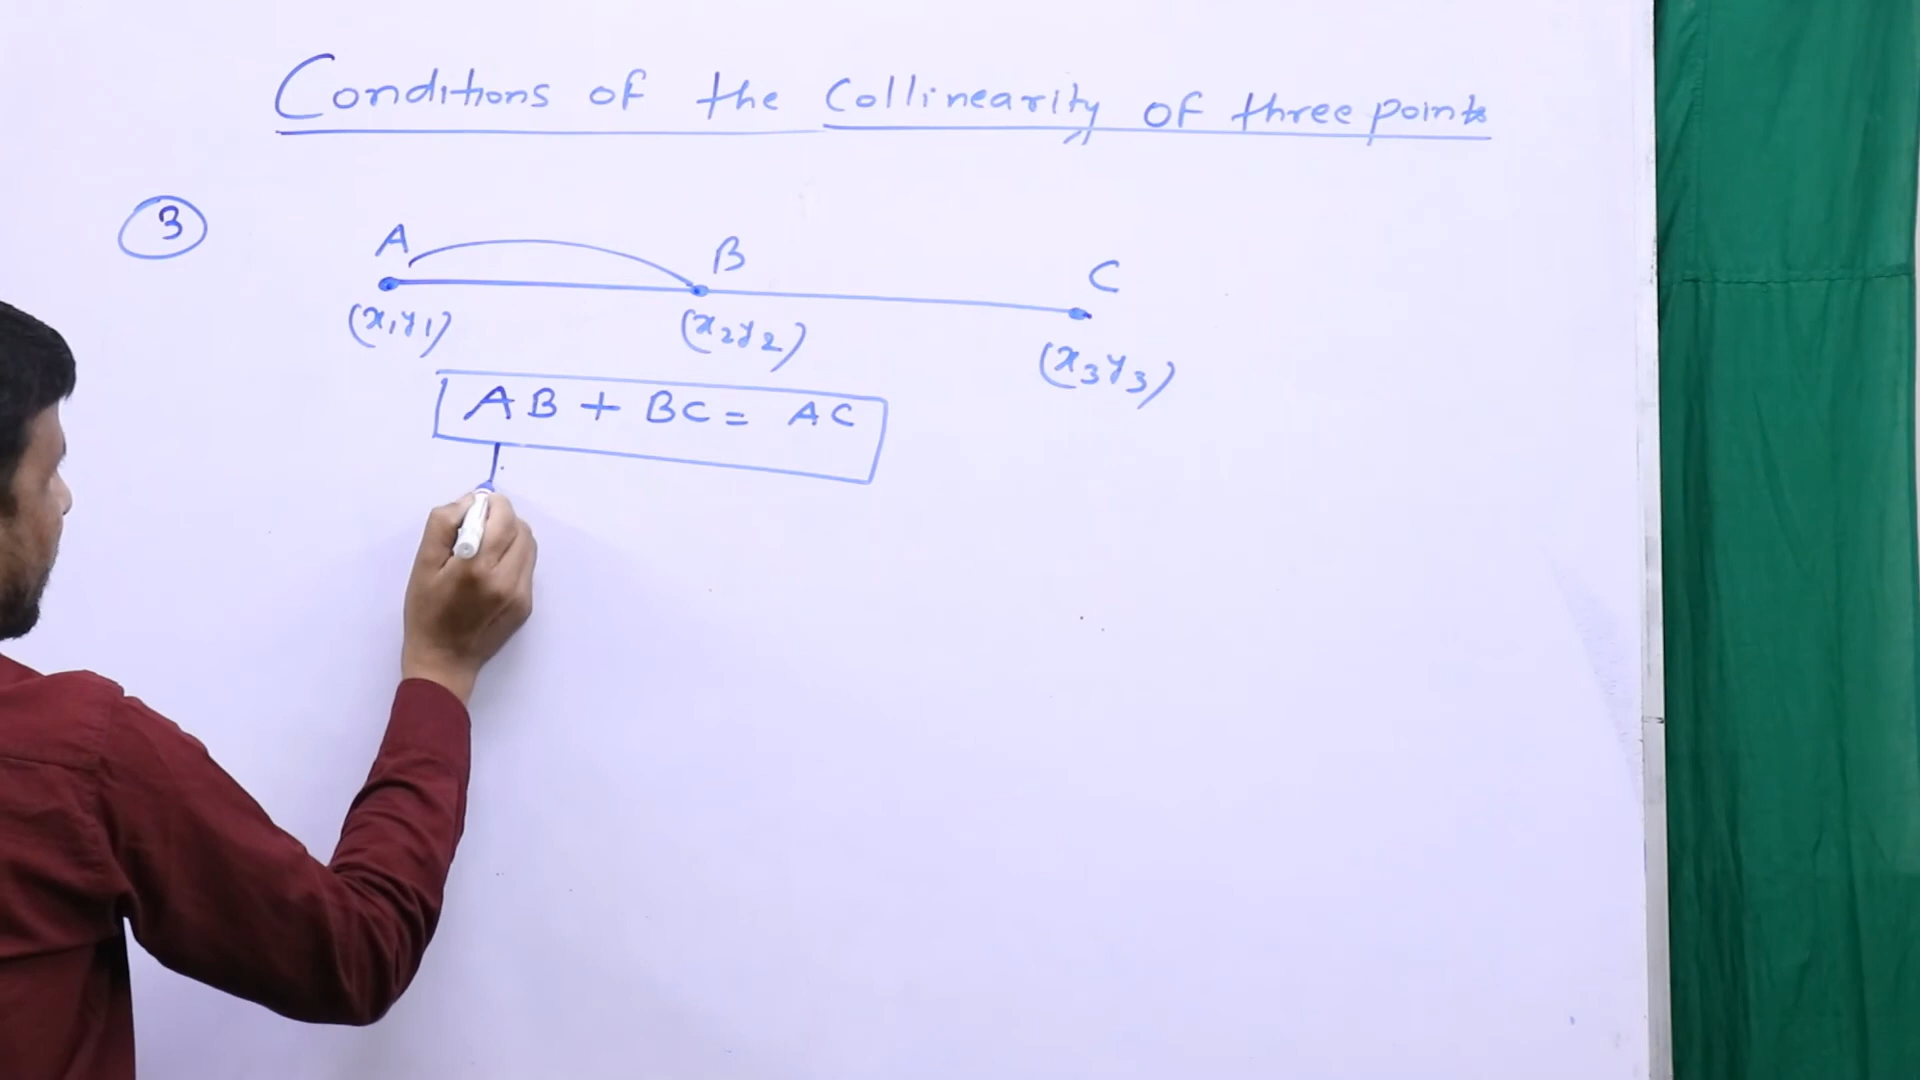 Conditions of the Collinearity of three points
3
A B C
(x₁y₁) (x₂y₂) (x₃y₃)
AB + BC = AC